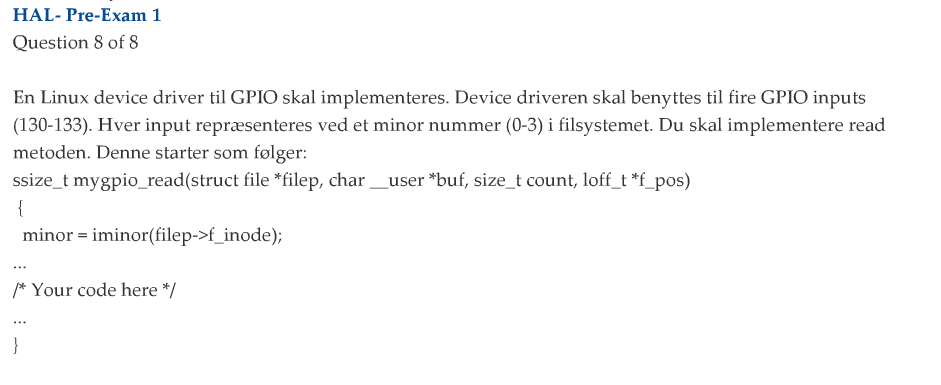 HAL- Pre-Exam 1
Question 8 of 8
En Linux device driver til GPIO skal implementeres. Device driveren skal benyttes til fire GPIO inputs
(130-133). Hver input repræsenteres ved et minor nummer (0-3) i filsystemet. Du skal implementere read
metoden. Denne starter som følger:
ssize_t mygpio_read(struct file *filep, char __user *buf, size_t count, loff_t *f_pos)
{
minor = iminor(filep->f_inode);
...
/* Your code here */
...
}